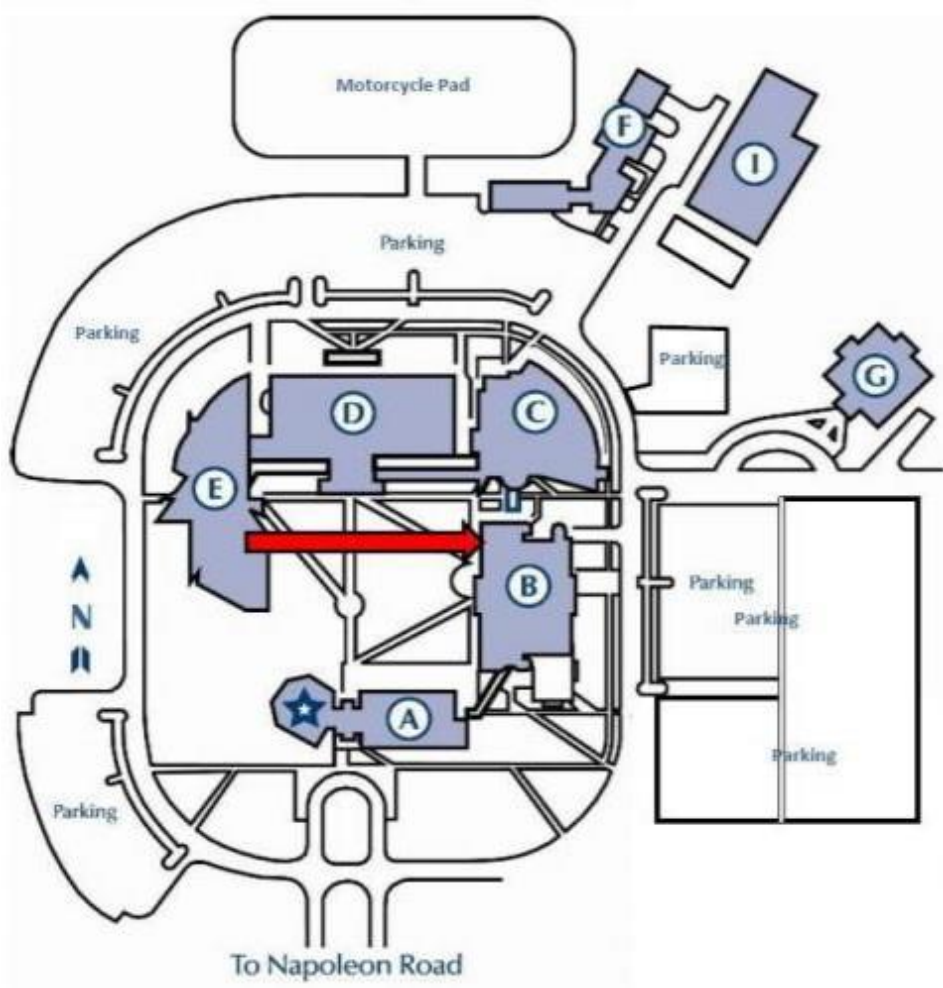 Motorcycle Pad
F
I
Parking
Parking
Parking
G
D
C
E
B
Parking
Parking
N
A
Parking
Parking
To Napoleon Road